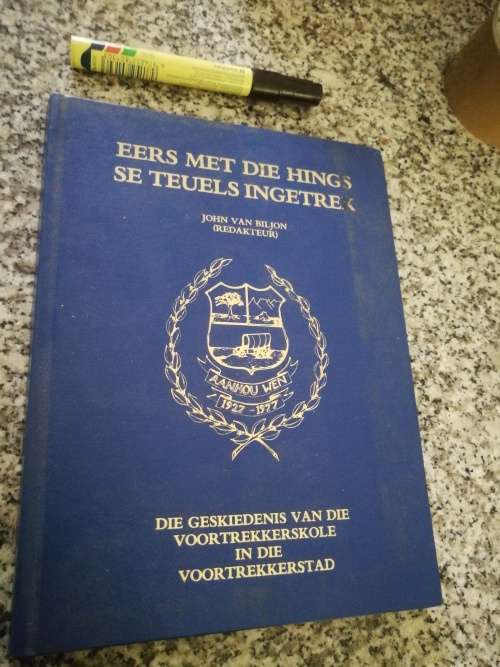 EERS MET DIE HINGS
SE TEUELS INGETREK
JOHN VAN BILJON
(REDAKTEUR)
AANHOU WEN
1927 - 1977
DIE GESKIEDENIS VAN DIE
VOORTREKKERSKOLE
IN DIE
VOORTREKKERSTAD